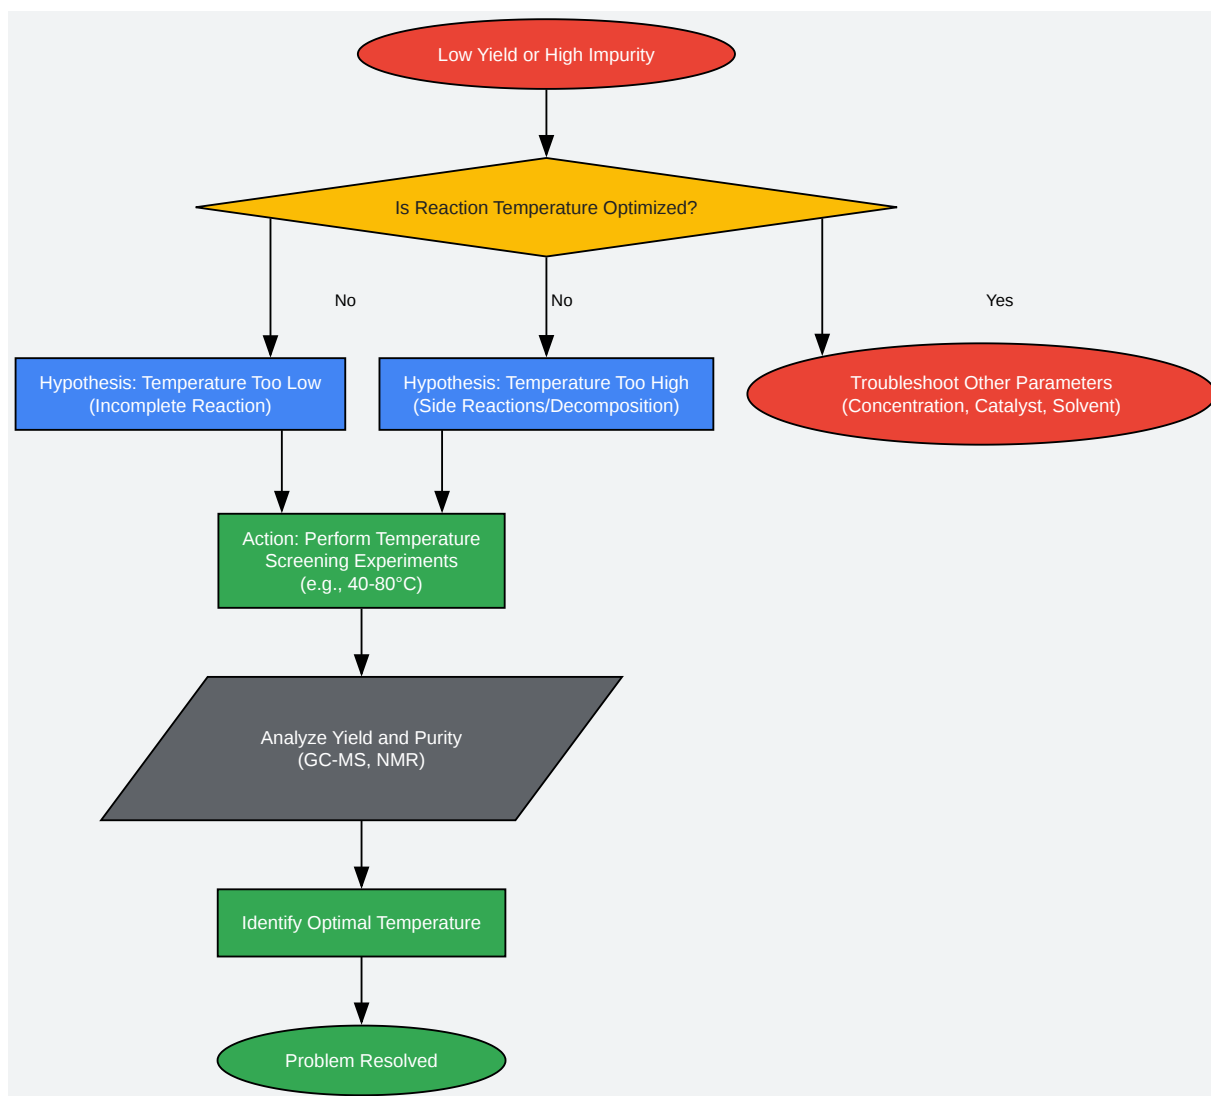 Low Yield or High Impurity
Is Reaction Temperature Optimized?
No
No
Yes
Hypothesis: Temperature Too Low
(Incomplete Reaction)
Hypothesis: Temperature Too High
(Side Reactions/Decomposition)
Troubleshoot Other Parameters
(Concentration, Catalyst, Solvent)
Action: Perform Temperature
Screening Experiments
(e.g., 40-80°C)
Analyze Yield and Purity
(GC-MS, NMR)
Identify Optimal Temperature
Problem Resolved